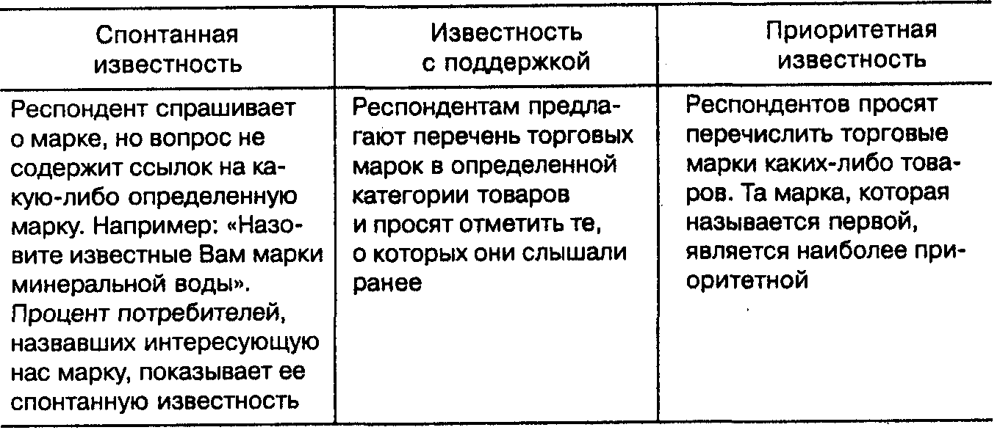 Спонтанная
известность
Известность
с поддержкой
Приоритетная
известность
Респондент спрашивает
о марке, но вопрос не
содержит ссылок на ка-
кую-либо определенную
марку. Например: «Назо-
вите известные Вам марки
минеральной воды».
Процент потребителей,
назвавших интересующую
нас марку, показывает ее
спонтанную известность
Респондентам предла-
гают перечень торговых
марок в определенной
категории товаров
и просят отметить те,
о которых они слышали
ранее
Респондентов просят
перечислить торговые
марки каких-либо това-
ров. Та марка, которая
называется первой,
является наиболее при-
оритетной